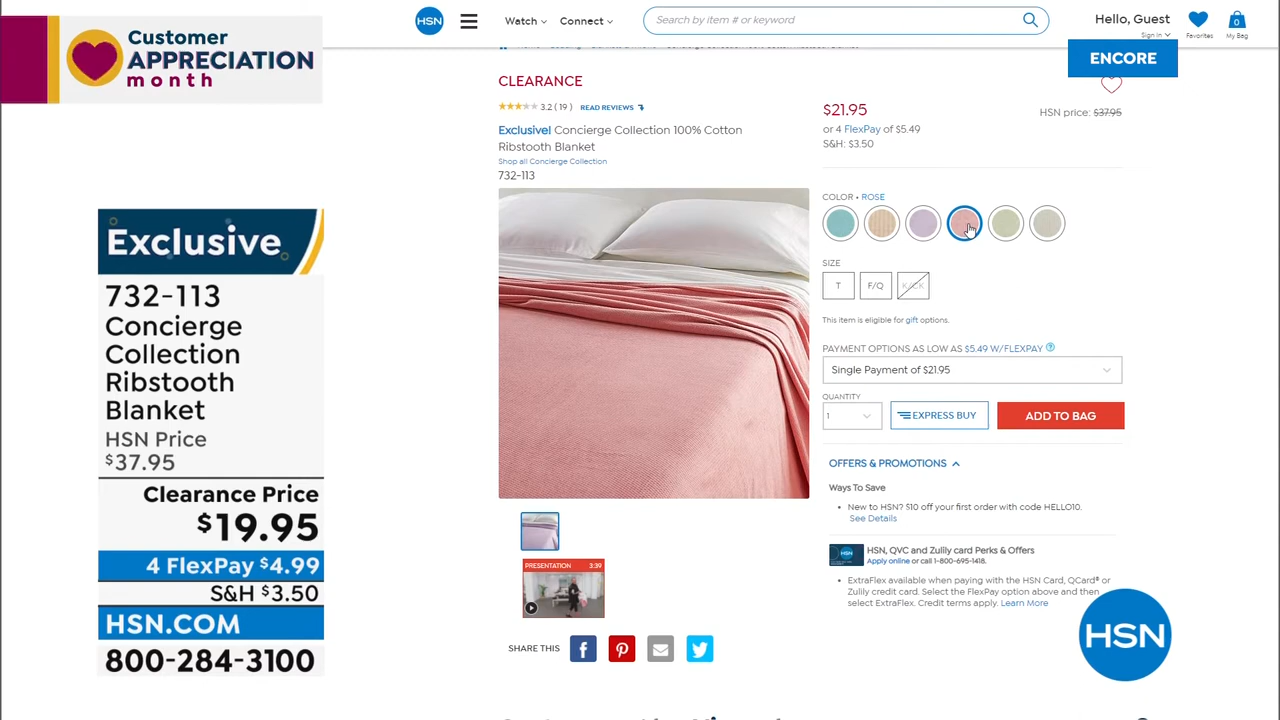 Customer
APPRECIATION
month
HSN
Watch
Connect
Search by item # or keyword
Hello, Guest
Sign in
Favorites
0
My Bag
ENCORE
CLEARANCE
3.2 (19) READ REVIEWS
Exclusive! Concierge Collection 100% Cotton
Ribstooth Blanket
Shop all Concierge Collection
732-113
$21.95
HSN price: $37.95
or 4 FlexPay of $5.49
S&H: $3.50
COLOR • ROSE
SIZE
T
F/Q
K/CK
This item is eligible for gift options.
PAYMENT OPTIONS AS LOW AS $5.49 W/FLEXPAY
Single Payment of $21.95
QUANTITY
1
EXPRESS BUY
ADD TO BAG
OFFERS & PROMOTIONS
Ways To Save
• New to HSN? $10 off your first order with code HELLO10.
See Details
HSN
HSN, QVC and Zulily card Perks & Offers
Apply online or call 1-800-695-1418.
• ExtraFlex available when paying with the HSN Card, QCard® or
Zulily credit card. Select the FlexPay option above and then
select ExtraFlex. Credit terms apply. Learn More
PRESENTATION 3:39
SHARE THIS
Exclusive
732-113
Concierge
Collection
Ribstooth
Blanket
HSN Price
$37.95
Clearance Price
$19.95
4 FlexPay $4.99
S&H $3.50
HSN.COM
800-284-3100
HSN